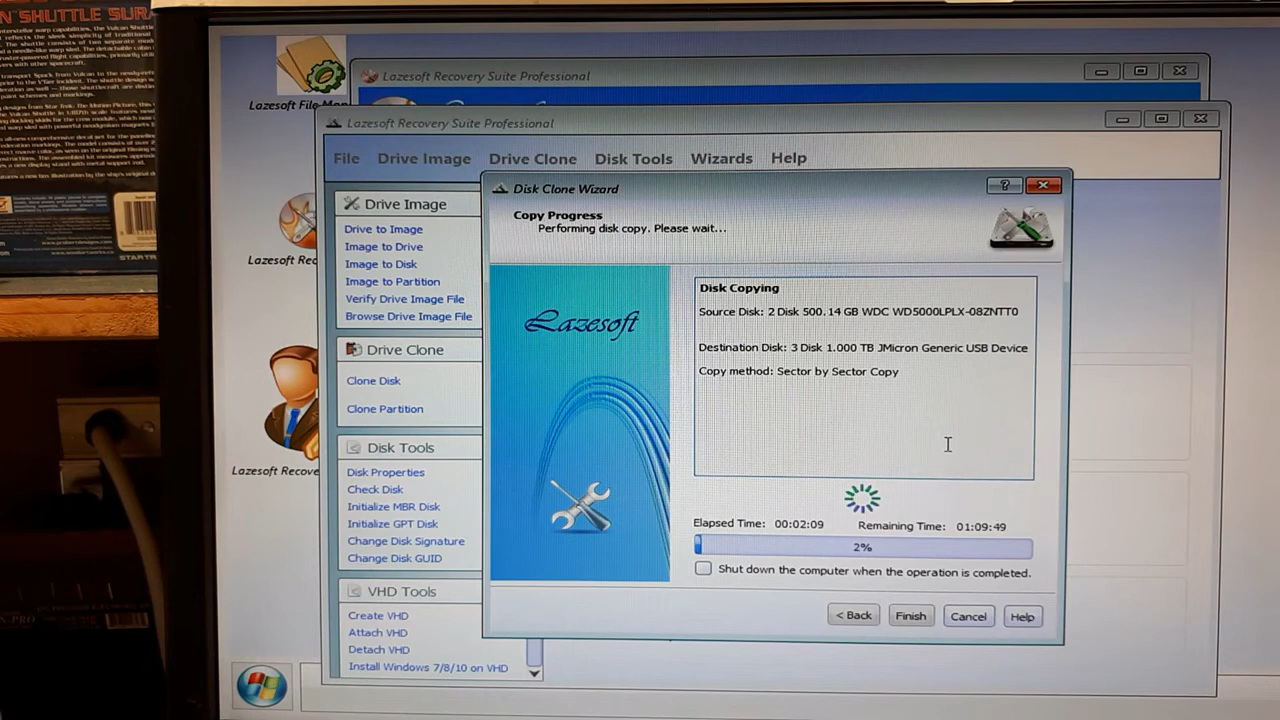 N SHUTTLE SURA
Lazesoft File Man
Lazesoft Rec
Lazesoft Recove
Lazesoft Recovery Suite Professional
Lazesoft Recovery Suite Professional
File Drive Image Drive Clone Disk Tools Wizards Help
Drive Image
Drive to Image
Image to Drive
Image to Disk
Image to Partition
Verify Drive Image File
Browse Drive Image File
Drive Clone
Clone Disk
Clone Partition
Disk Tools
Disk Properties
Check Disk
Initialize MBR Disk
Initialize GPT Disk
Change Disk Signature
Change Disk GUID
VHD Tools
Create VHD
Attach VHD
Detach VHD
Install Windows 7/8/10 on VHD
Disk Clone Wizard
Copy Progress
Performing disk copy. Please wait...
Lazesoft
Disk Copying
Source Disk: 2 Disk 500.14 GB WDC WD5000LPLX-08ZNTT0
Destination Disk: 3 Disk 1.000 TB JMicron Generic USB Device
Copy method: Sector by Sector Copy
Elapsed Time: 00:02:09 Remaining Time: 01:09:49
2%
Shut down the computer when the operation is completed.
< Back Finish Cancel Help